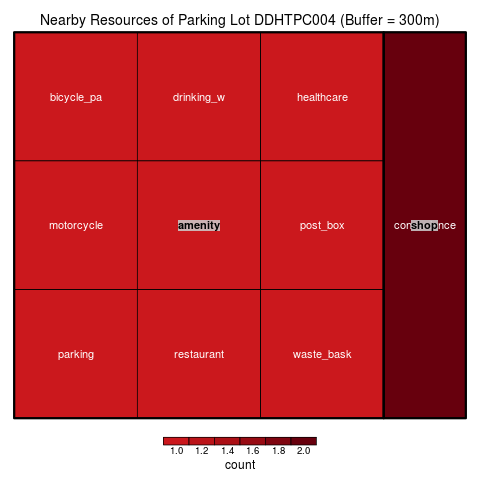 Nearby Resources of Parking Lot DDHTPC004 (Buffer = 300m)
bicycle_pa drinking_w healthcare
motorcycle amenity post_box shop
parking restaurant waste_bask
1.0 1.2 1.4 1.6 1.8 2.0
count